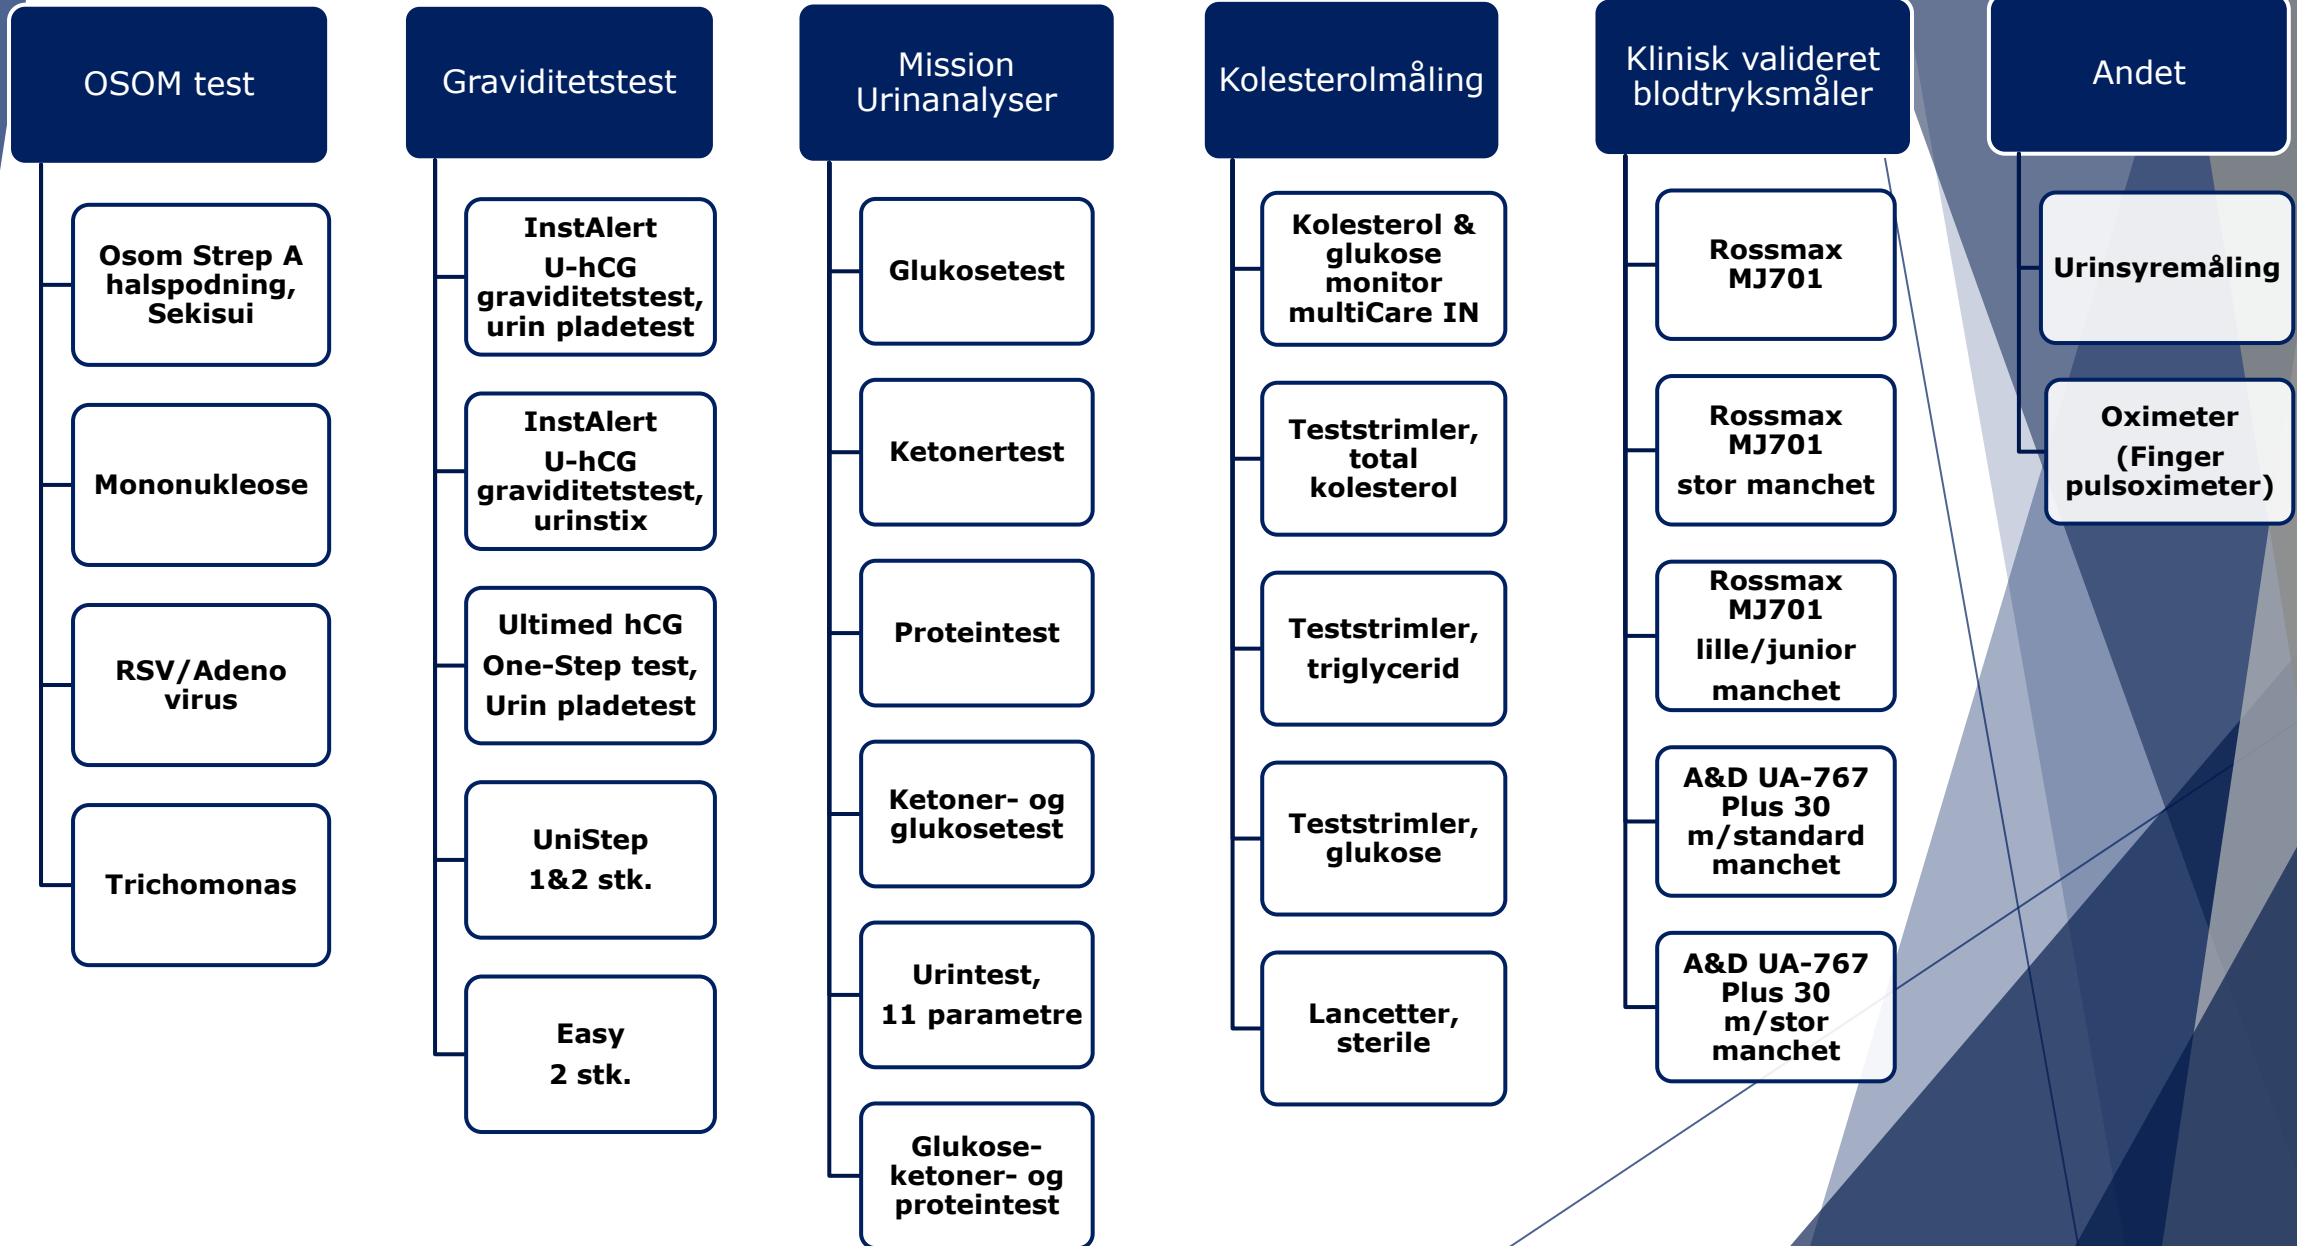 OSOM test
Osom Strep A
halspodning,
Sekisui
Mononukleose
RSV/Adeno
virus
Trichomonas
Graviditetstest
InstAlert
U-hCG
graviditetstest,
urin pladetest
InstAlert
U-hCG
graviditetstest,
urinstix
Ultimed hCG
One-Step test,
Urin pladetest
UniStep
1&2 stk.
Easy
2 stk.
Mission
Urinanalyser
Glukosetest
Ketonertest
Proteintest
Ketoner- og
glukosetest
Urintest,
11 parametre
Glukose-
ketoner- og
proteintest
Kolesterolmåling
Kolesterol &
glukose
monitor
multiCare IN
Teststrimler,
total
kolesterol
Teststrimler,
triglycerid
Teststrimler,
glukose
Lancetter,
sterile
Klinisk valideret
blodtryksmåler
Rossmax
MJ701
Rossmax
MJ701
stor manchet
Rossmax
MJ701
lille/junior
manchet
A&D UA-767
Plus 30
m/standard
manchet
A&D UA-767
Plus 30
m/stor
manchet
Andet
Urinsyremåling
Oximeter
(Finger
pulsoximeter)